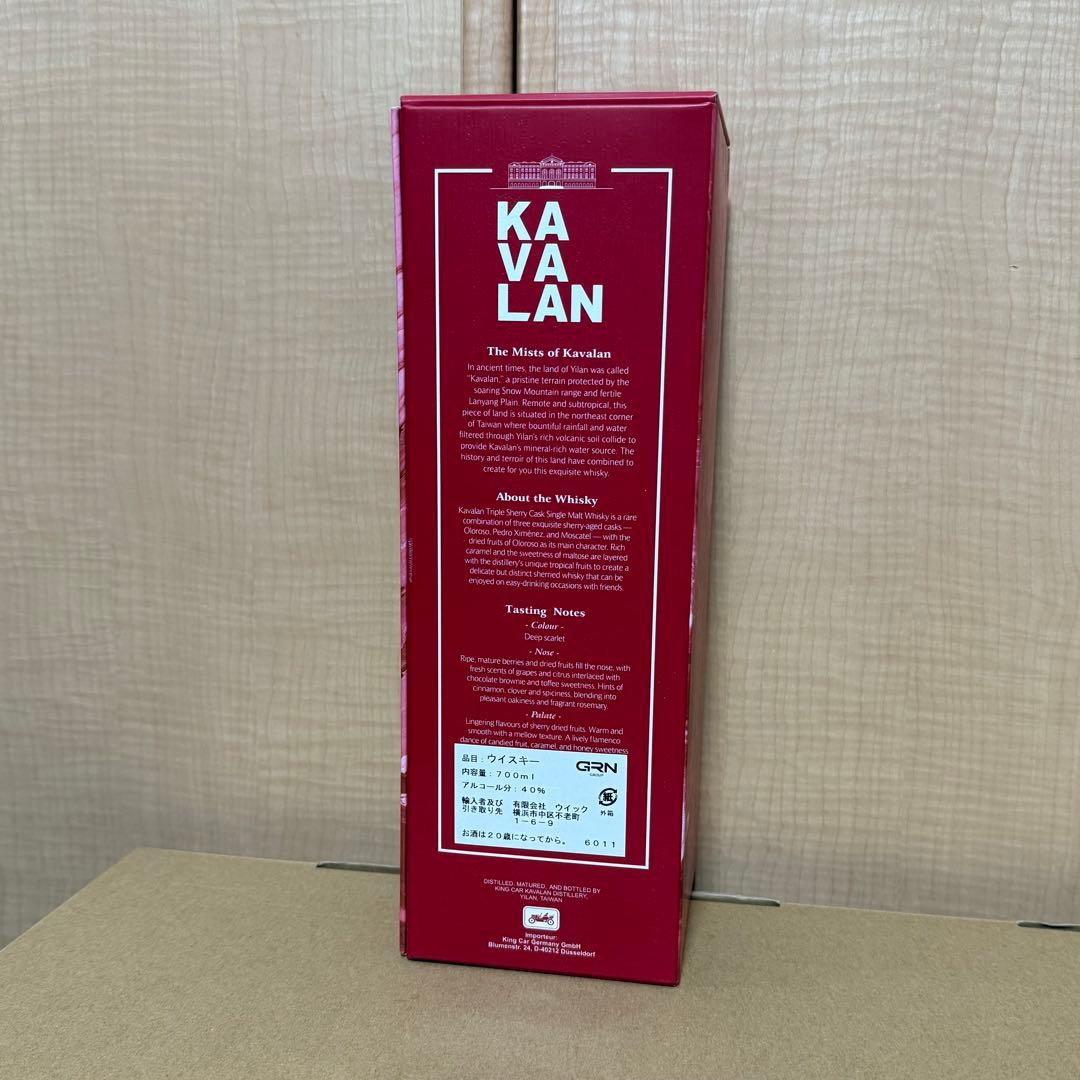 KA
VA
LAN
The Mists of Kavalan
In ancient times, the land of Yilan was called
“Kavalan,” a pristine terrain protected by the
soaring Snow Mountain range and fertile
Lanyang Plain. Remote and subtropical, this
piece of land is situated in the northeast corner
of Taiwan where bountiful rainfall and water
filtered through Yilan's rich volcanic soil collide to
provide Kavalan's mineral-rich water source. The
history and terroir of this land have combined to
create for you this exquisite whisky.
About the Whisky
Kavalan Triple Sherry Cask Single Malt Whisky is a rare
combination of three exquisite sherry-aged casks —
Oloroso, Pedro Ximénez, and Moscatel — with the
dried fruits of Oloroso as its main character. Rich
caramel and the sweetness of maltose are layered
with the distillery's unique tropical fruits to create a
delicate but distinct sherried whisky that can be
enjoyed on easy-drinking occasions with friends.
Tasting Notes
- Colour -
Deep scarlet
- Nose -
Ripe, mature berries and dried fruits fill the nose, with
fresh scents of grapes and citrus interlaced with
chocolate brownie and toffee sweetness. Hints of
cinnamon, clover and spiciness, blending into
pleasant oakiness and fragrant rosemary.
- Palate -
Lingering flavours of sherry dried fruits. Warm and
smooth with a mellow texture. A lively flamenco
dance of candied fruit, caramel, and honey sweetness
品目：ウイスキー
GRN
GROUP
内容量：７００ｍｌ
アルコール分：４０％
紙
外箱
輸入者及び 有限会社 ウイック
引き取り先 横浜市中区不老町
１－６－９
お酒は２０歳になってから。 ６０１１
DISTILLED, MATURED, AND BOTTLED BY
KING CAR KAVALAN DISTILLERY,
YILAN, TAIWAN
Importeur:
King Car Germany GmbH
Blumenstr. 24, D-40212 Düsseldorf